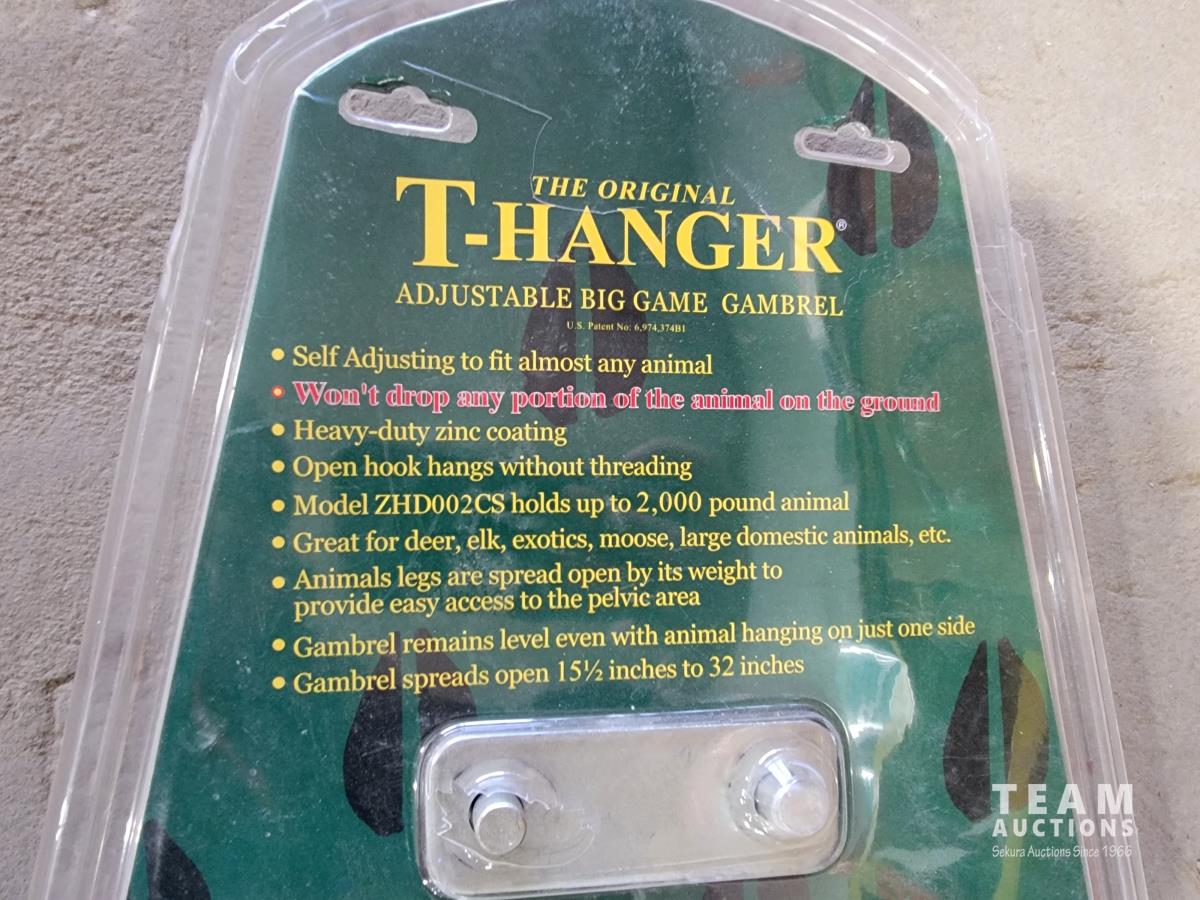 THE ORIGINAL
T-HANGER®
ADJUSTABLE BIG GAME GAMBREL
U.S. Patent No: 6,974,374B1
• Self Adjusting to fit almost any animal
• Won't drop any portion of the animal on the ground
• Heavy-duty zinc coating
• Open hook hangs without threading
• Model ZHD002CS holds up to 2,000 pound animal
• Great for deer, elk, exotics, moose, large domestic animals, etc.
• Animals legs are spread open by its weight to
provide easy access to the pelvic area
• Gambrel remains level even with animal hanging on just one side
• Gambrel spreads open 15½ inches to 32 inches
TEAM
AUCTIONS
Sekura Auctions Since 1966